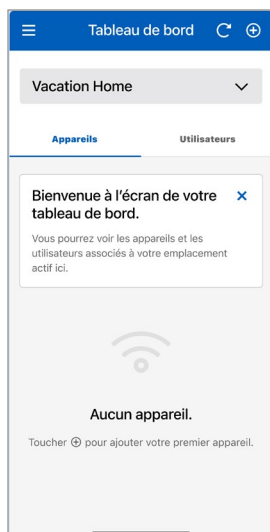 Tableau de bord
Vacation Home
Appareils Utilisateurs
Bienvenue à l'écran de votre
tableau de bord.
Vous pourrez voir les appareils et les
utilisateurs associés à votre emplacement
actif ici.
Aucun appareil.
Toucher ⊕ pour ajouter votre premier appareil.